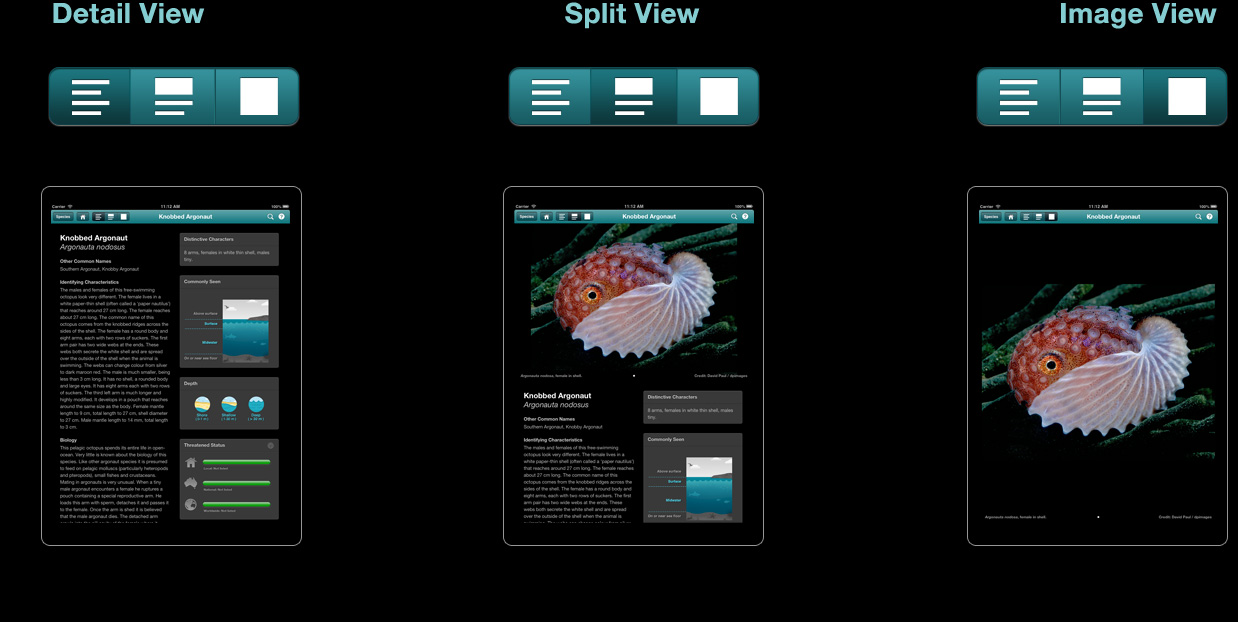 Detail View
Split View
Image View
Carrier
11:12 AM
100%
Species
Knobbed Argonaut
Knobbed Argonaut
Argonauta nodosus
Other Common Names
Southern Argonaut, Knobby Argonaut
Identifying Characteristics
The males and females of this free-swimming
octopus look very different. The female lives in a
white paper-thin shell (often called a 'paper nautilus')
that reaches around 27 cm long. The female reaches
about 27 cm long. The common name of this
octopus comes from the knobbed ridges across the
sides of the shell. The female has a round body and
eight arms, each with two rows of suckers. The first
arm pair has two wide webs at the ends. These
webs both secrete the white shell and are spread
over the outside of the shell when the animal is
swimming. The webs can change colour from silver
to dark maroon red. The male is much smaller, being
less than 3 cm long. It has no shell, a rounded body
and large eyes. It has eight arms each with two rows
of suckers. The third left arm is much longer and
highly modified. It develops in a pouch that reaches
around the same size as the body. Female mantle
length to 9 cm, total length to 27 cm, shell diameter
to 27 cm. Male mantle length to 14 mm, total length
to 3 cm.
Biology
This pelagic octopus spends its entire life in open-
ocean. Very little is known about the biology of this
species. Like other argonaut species it is presumed
to feed on pelagic molluscs (particularly heteropods
and pteropods), small fishes and crustaceans.
Mating in argonauts is very unusual. When a tiny
male argonaut encounters a female he ruptures a
pouch containing a special reproductive arm. He
loads this arm with sperm, detaches it and passes it
to the female. Once the arm is shed it is believed
that the male argonaut dies. The detached arm
Distinctive Characters
8 arms, females in white thin shell, males
tiny.
Commonly Seen
Above surface
Surface
Midwater
On or near sea floor
Depth
Shore
Shallow
Deep
Threatened Status
Carrier
11:12 AM
100%
Species
Knobbed Argonaut
Argonauta nodosus, female in shell.
Credit: David Paul / dpimages
Knobbed Argonaut
Argonauta nodosus
Other Common Names
Southern Argonaut, Knobby Argonaut
Identifying Characteristics
The males and females of this free-swimming
octopus look very different. The female lives in a
white paper-thin shell (often called a 'paper nautilus')
that reaches around 27 cm long. The female reaches
about 27 cm long. The common name of this
octopus comes from the knobbed ridges across the
sides of the shell. The female has a round body and
eight arms, each with two rows of suckers. The first
arm pair has two wide webs at the ends. These
webs both secrete the white shell and are spread
over the outside of the shell when the animal is
Distinctive Characters
8 arms, females in white thin shell, males
tiny.
Commonly Seen
Above surface
Surface
Midwater
On or near sea floor
Carrier
11:12 AM
100%
Species
Knobbed Argonaut
Argonauta nodosus, female in shell.
Credit: David Paul / dpimages